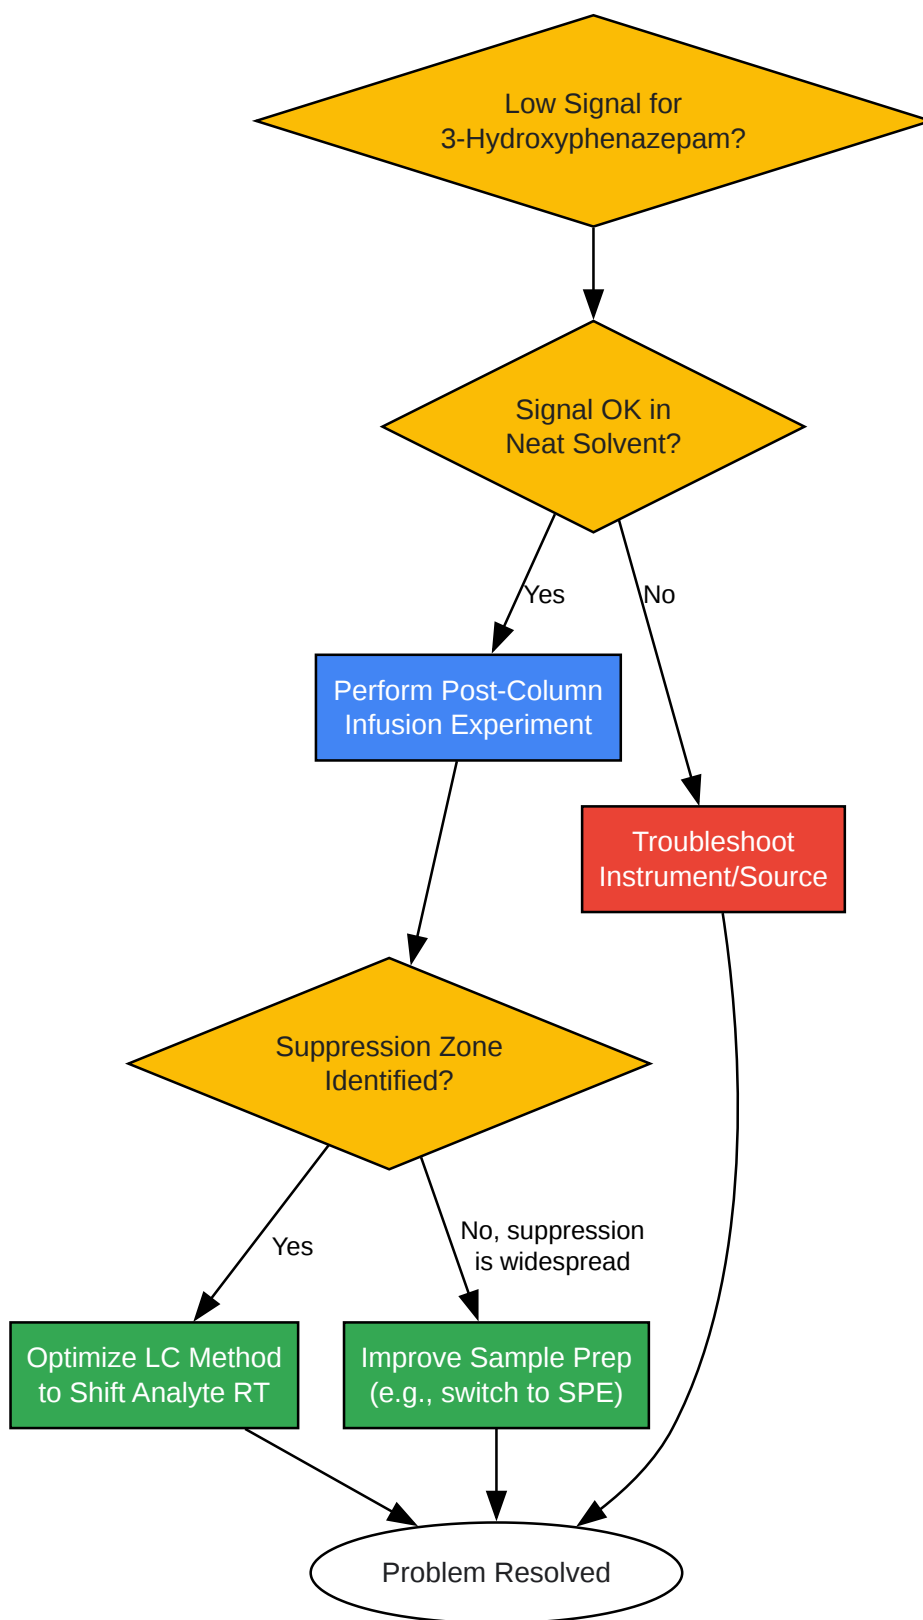 Low Signal for
3-Hydroxyphenazepam?
Signal OK in
Neat Solvent?
Yes
No
Perform Post-Column
Infusion Experiment
Troubleshoot
Instrument/Source
Suppression Zone
Identified?
Yes
No, suppression
is widespread
Optimize LC Method
to Shift Analyte RT
Improve Sample Prep
(e.g., switch to SPE)
Problem Resolved